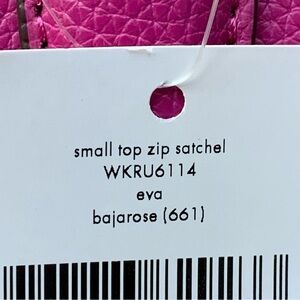 small top zip satchel
WKRU6114
eva
bajarose (661)